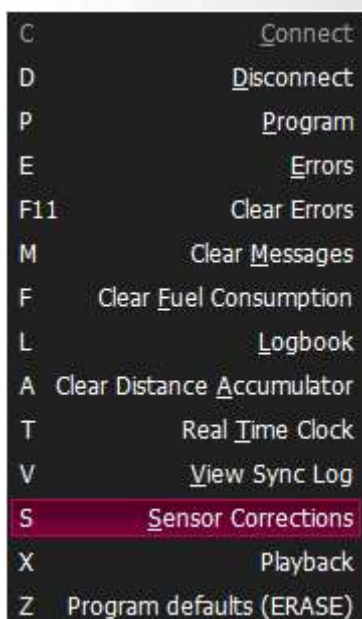 C Connect
D Disconnect
P Program
E Errors
F11 Clear Errors
M Clear Messages
F Clear Fuel Consumption
L Logbook
A Clear Distance Accumulator
T Real Time Clock
V View Sync Log
S Sensor Corrections
X Playback
Z Program defaults (ERASE)